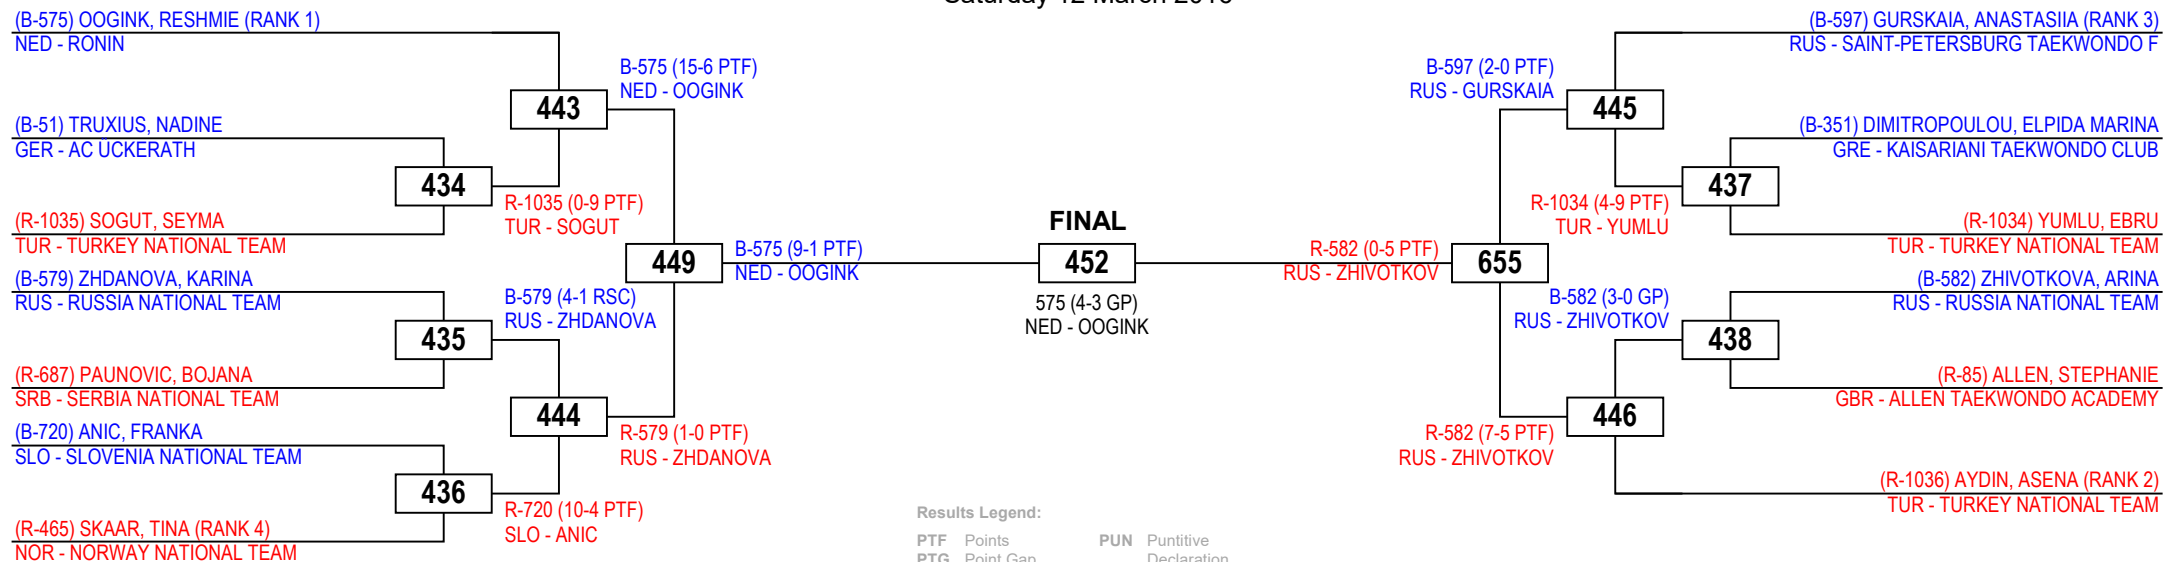 Saturday 12 March 2016
(B-575) OOGINK, RESHMIE (RANK 1)
NED - RONIN
B-575 (15-6 PTF)
NED - OOGINK
443
(B-51) TRUXIUS, NADINE
GER - AC UCKERATH
434
R-1035 (0-9 PTF)
TUR - SOGUT
(R-1035) SOGUT, SEYMA
TUR - TURKEY NATIONAL TEAM
449
B-575 (9-1 PTF)
NED - OOGINK
(B-579) ZHDANOVA, KARINA
RUS - RUSSIA NATIONAL TEAM
B-579 (4-1 RSC)
RUS - ZHDANOVA
435
(R-687) PAUNOVIC, BOJANA
SRB - SERBIA NATIONAL TEAM
444
R-579 (1-0 PTF)
RUS - ZHDANOVA
(B-720) ANIC, FRANKA
SLO - SLOVENIA NATIONAL TEAM
436
R-720 (10-4 PTF)
SLO - ANIC
(R-465) SKAAR, TINA (RANK 4)
NOR - NORWAY NATIONAL TEAM
FINAL
452
575 (4-3 GP)
NED - OOGINK
(B-597) GURSKAIA, ANASTASIIA (RANK 3)
RUS - SAINT-PETERSBURG TAEKWONDO F
B-597 (2-0 PTF)
RUS - GURSKAIA
445
(B-351) DIMITROPOULOU, ELPIDA MARINA
GRE - KAISARIANI TAEKWONDO CLUB
437
R-1034 (4-9 PTF)
TUR - YUMLU
(R-1034) YUMLU, EBRU
TUR - TURKEY NATIONAL TEAM
R-582 (0-5 PTF)
RUS - ZHIVOTKOV
655
(B-582) ZHIVOTKOVA, ARINA
RUS - RUSSIA NATIONAL TEAM
B-582 (3-0 GP)
RUS - ZHIVOTKOV
438
(R-85) ALLEN, STEPHANIE
GBR - ALLEN TAEKWONDO ACADEMY
446
R-582 (7-5 PTF)
RUS - ZHIVOTKOV
(R-1036) AYDIN, ASENA (RANK 2)
TUR - TURKEY NATIONAL TEAM
Results Legend:
PTF Points PUN Puntitive
PTG Point Gap Declaration